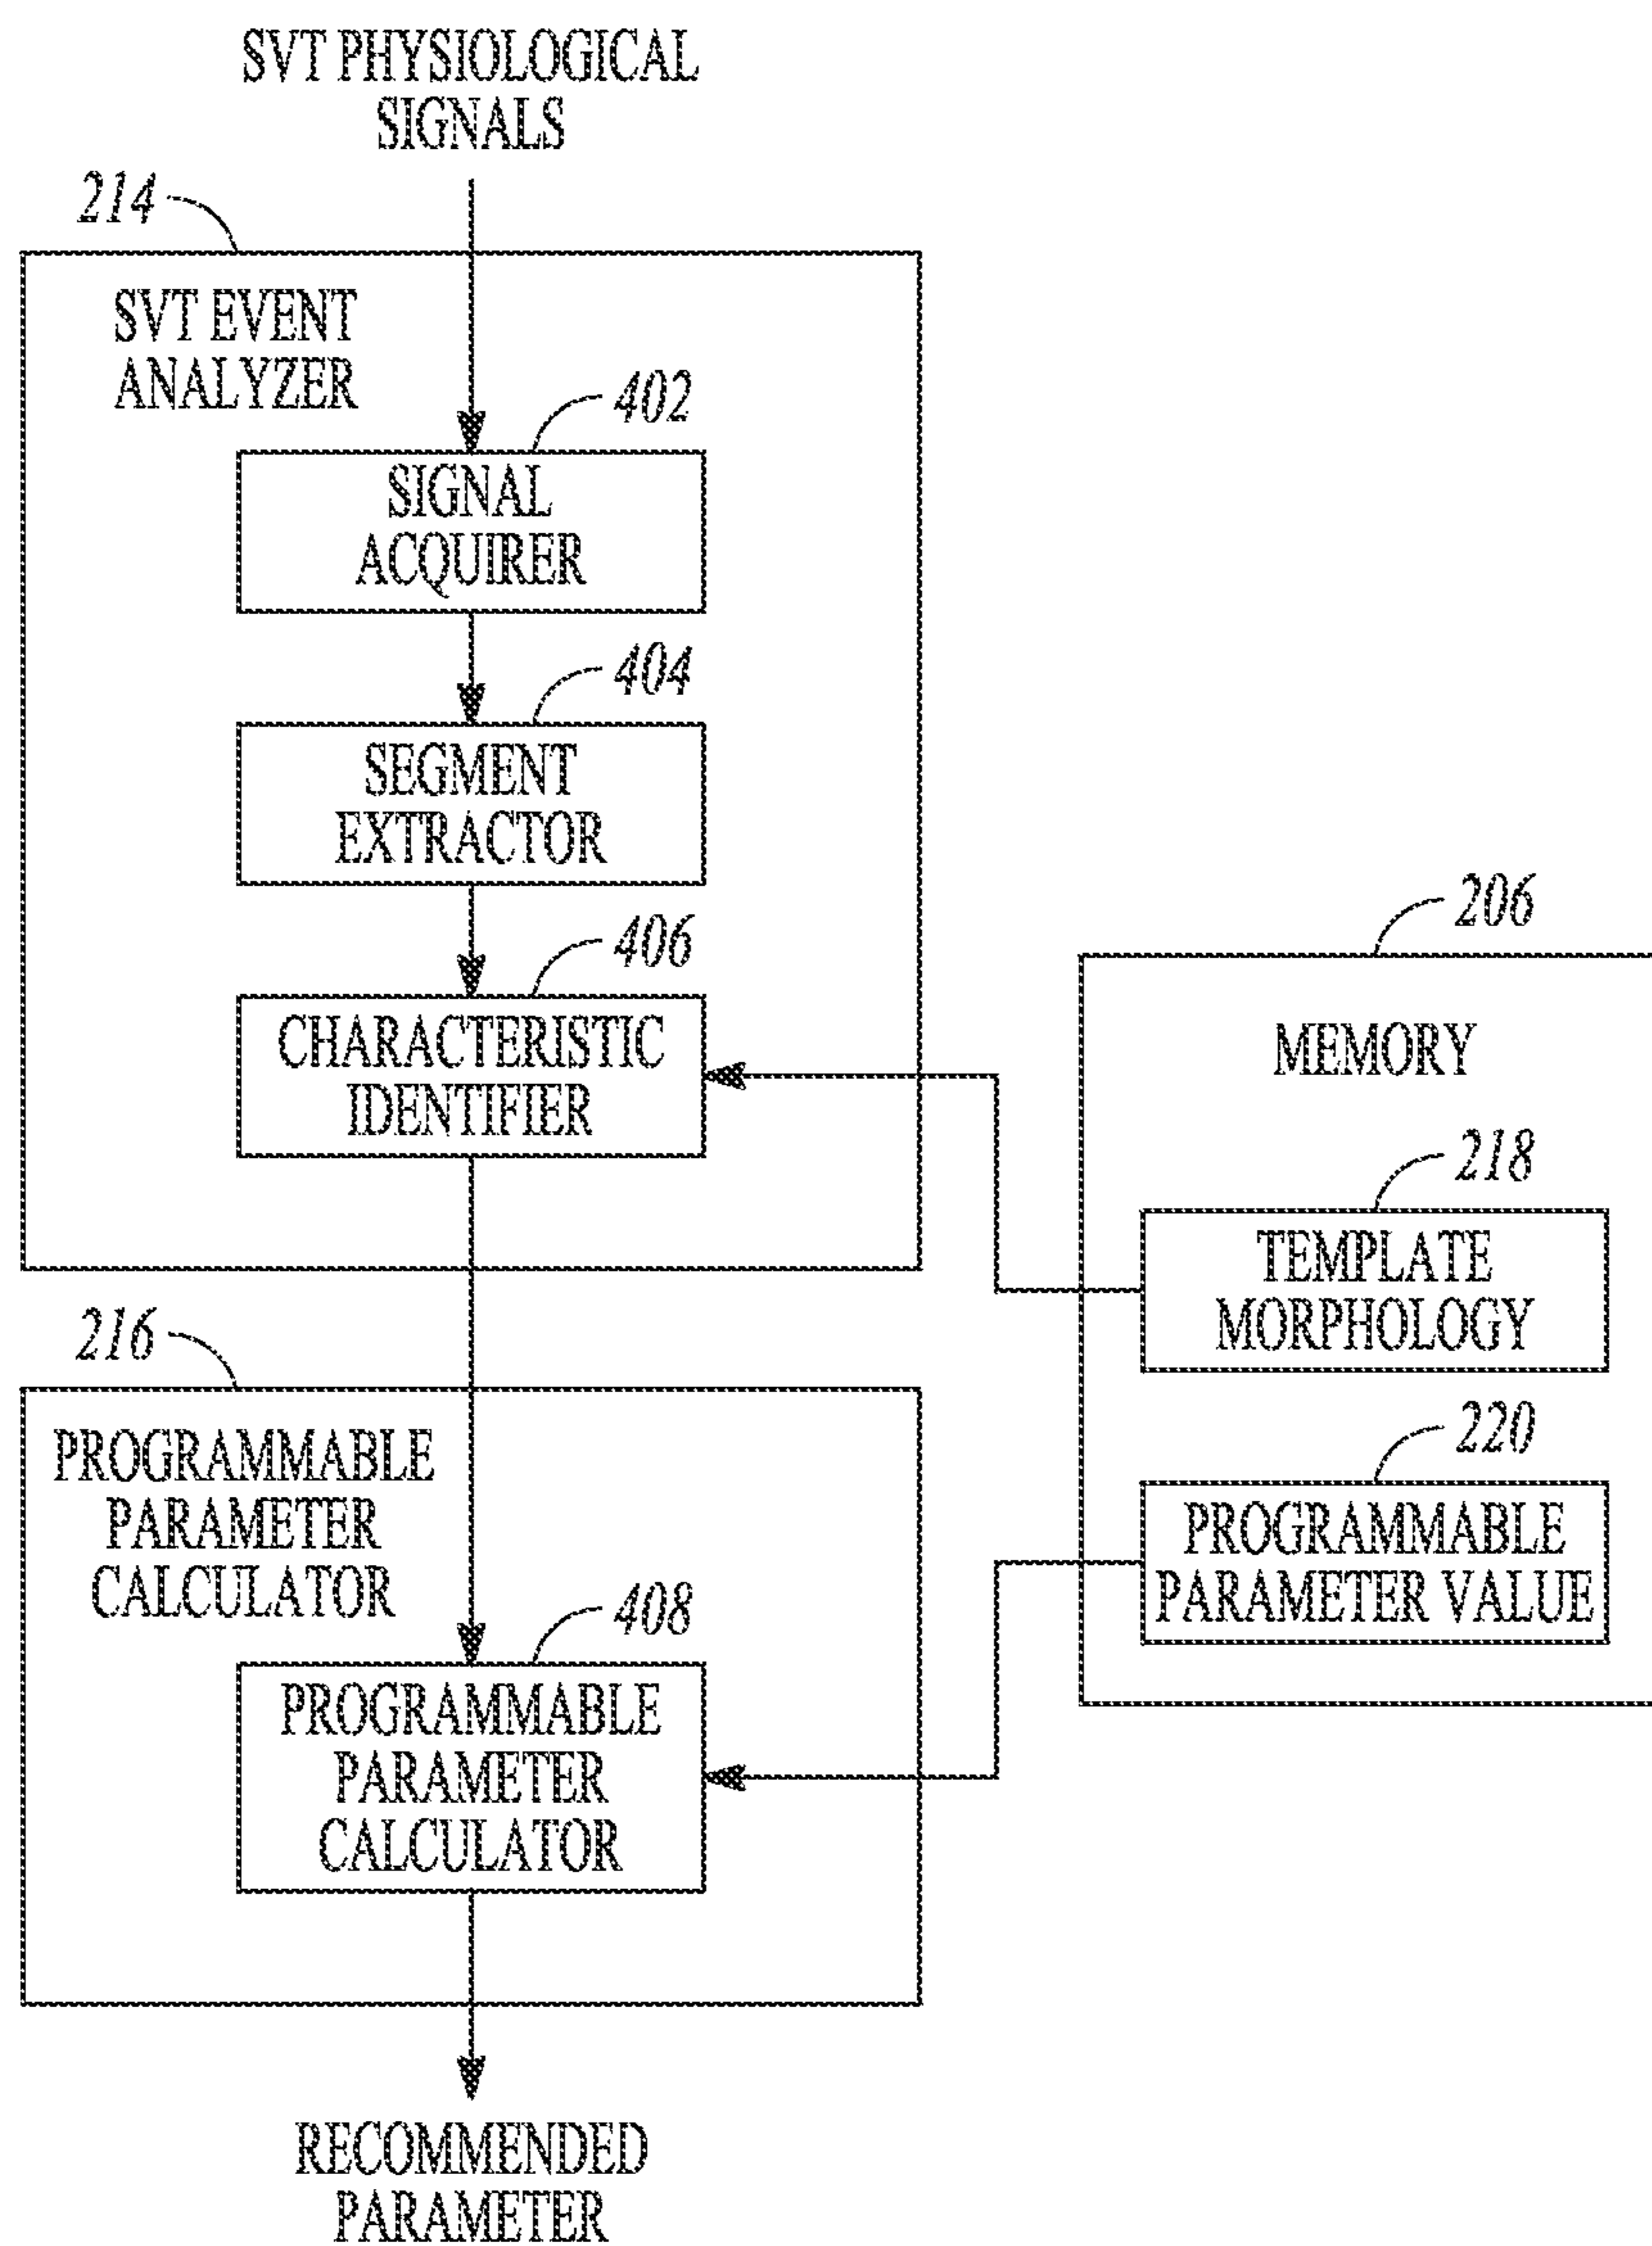 SVT PHYSIOLOGICAL
SIGNALS
214
SVT EVENT
ANALYZER
402
SIGNAL
ACQUIRER
404
SEGMENT
EXTRACTOR
406
CHARACTERISTIC
IDENTIFIER
206
MEMORY
218
TEMPLATE
MORPHOLOGY
220
PROGRAMMABLE
PARAMETER VALUE
216
PROGRAMMABLE
PARAMETER
CALCULATOR
408
PROGRAMMABLE
PARAMETER
CALCULATOR
RECOMMENDED
PARAMETER